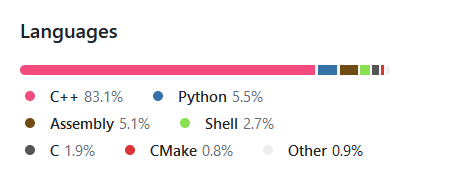 Languages
C++ 83.1% Python 5.5%
Assembly 5.1% Shell 2.7%
C 1.9% CMake 0.8% Other 0.9%